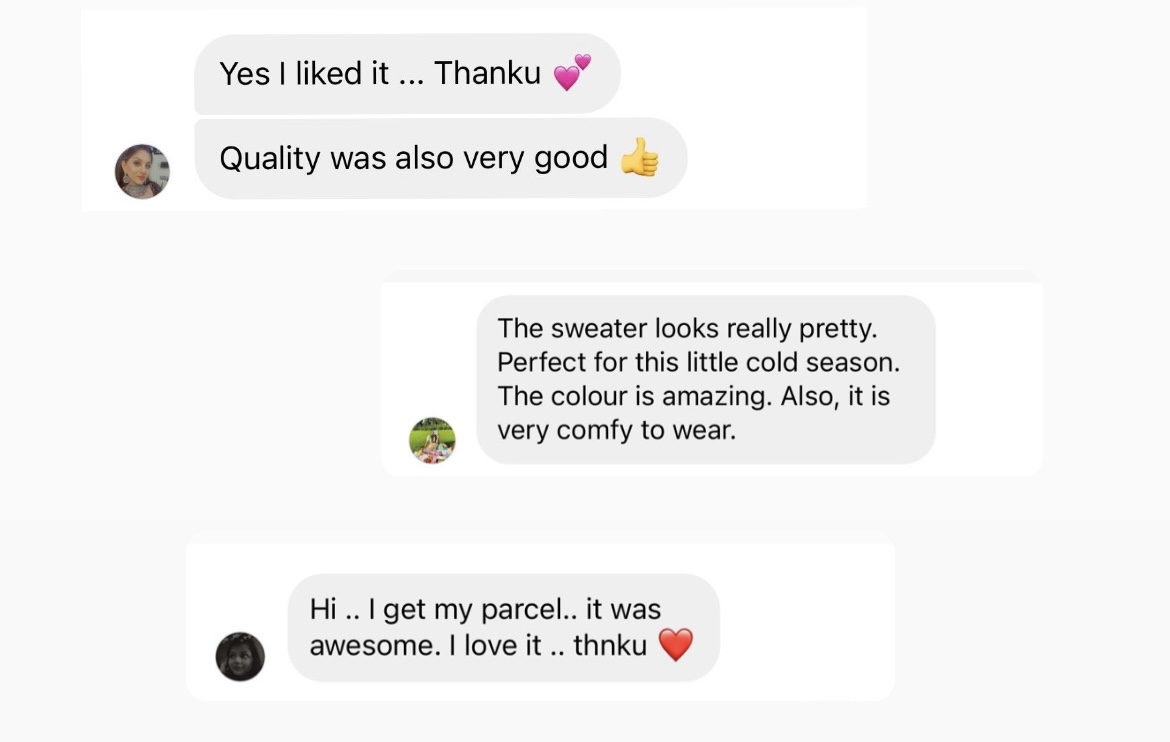 Yes I liked it ... Thanku 💕
Quality was also very good 👍
The sweater looks really pretty.
Perfect for this little cold season.
The colour is amazing. Also, it is
very comfy to wear.
Hi .. I get my parcel.. it was
awesome. I love it .. thnku ❤️